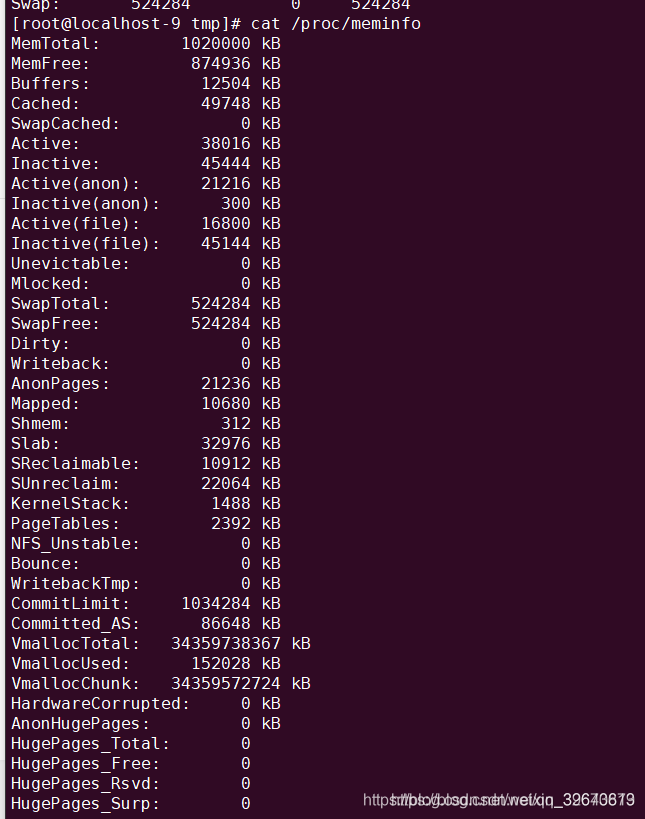 Swap: 524284 0 524284
[root@localhost-9 tmp]# cat /proc/meminfo
MemTotal: 1020000 kB
MemFree: 874936 kB
Buffers: 12504 kB
Cached: 49748 kB
SwapCached: 0 kB
Active: 38016 kB
Inactive: 45444 kB
Active(anon): 21216 kB
Inactive(anon): 300 kB
Active(file): 16800 kB
Inactive(file): 45144 kB
Unevictable: 0 kB
Mlocked: 0 kB
SwapTotal: 524284 kB
SwapFree: 524284 kB
Dirty: 0 kB
Writeback: 0 kB
AnonPages: 21236 kB
Mapped: 10680 kB
Shmem: 312 kB
Slab: 32976 kB
SReclaimable: 10912 kB
SUnreclaim: 22064 kB
KernelStack: 1488 kB
PageTables: 2392 kB
NFS_Unstable: 0 kB
Bounce: 0 kB
WritebackTmp: 0 kB
CommitLimit: 1034284 kB
Committed_AS: 86648 kB
VmallocTotal: 34359738367 kB
VmallocUsed: 152028 kB
VmallocChunk: 34359572724 kB
HardwareCorrupted: 0 kB
AnonHugePages: 0 kB
HugePages_Total: 0
HugePages_Free: 0
HugePages_Rsvd: 0
HugePages_Surp: 0